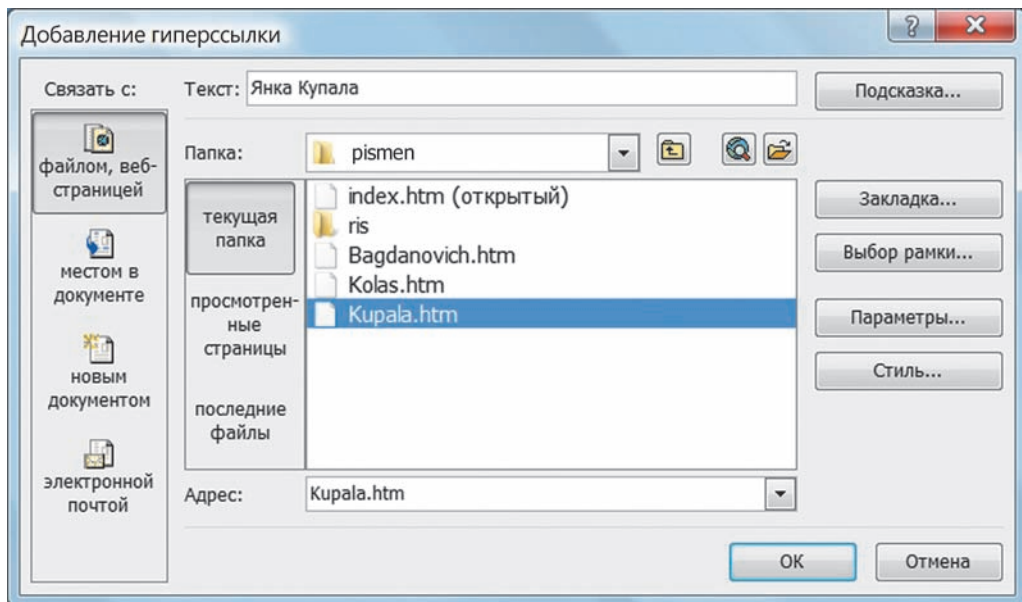 Добавление гиперссылки
Связать с:
файлом, веб-
страницей
местом в
документе
новым
документом
электронной
почтой
Текст: Янка Купала
Папка: pismen
текущая
папка
просмотрен-
ные
страницы
последние
файлы
index.htm (открытый)
ris
Bagdanovich.htm
Kolas.htm
Kupala.htm
Адрес: Kupala.htm
Подсказка...
Закладка...
Выбор рамки...
Параметры...
Стиль...
ОК
Отмена